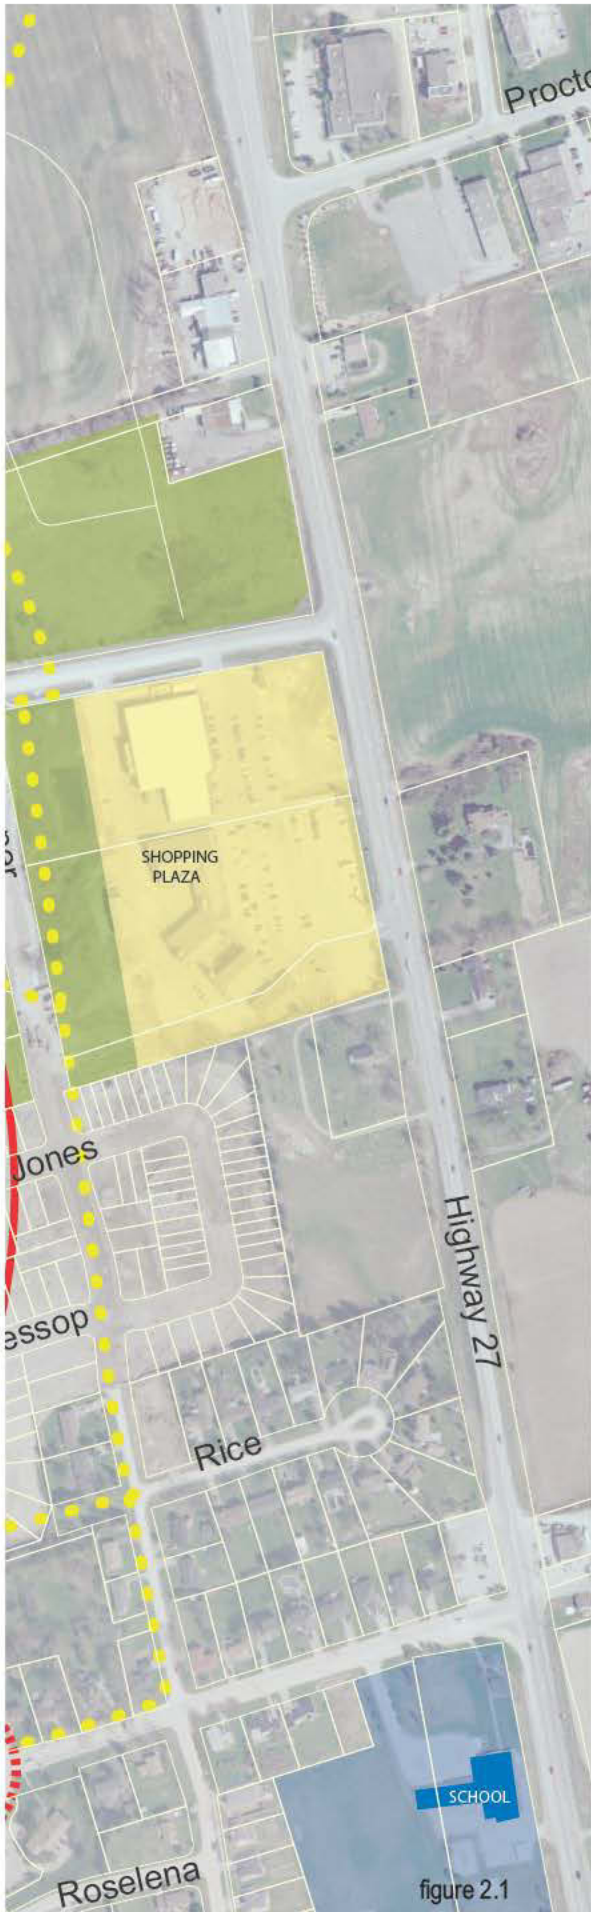 Procto
SHOPPING
PLAZA
Jones
essop
Highway 27
Rice
SCHOOL
Roselena
figure 2.1